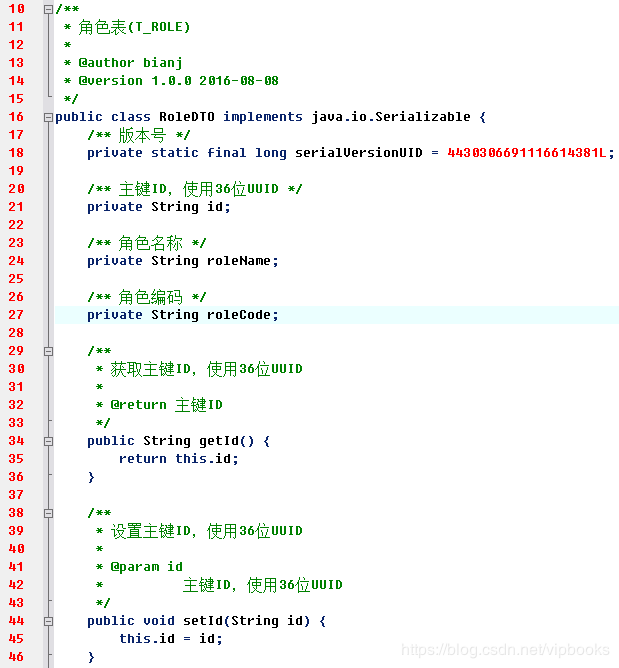 10 /**
11  * 角色表(T_ROLE)
12  *
13  * @author bianj
14  * @version 1.0.0 2016-08-08
15  */
16 public class RoleDTO implements java.io.Serializable {
17     /** 版本号 */
18     private static final long serialVersionUID = 4430306691116614381L;
19
20     /** 主键ID, 使用36位UUID */
21     private String id;
22
23     /** 角色名称 */
24     private String roleName;
25
26     /** 角色编码 */
27     private String roleCode;
28
29     /**
30      * 获取主键ID, 使用36位UUID
31      *
32      * @return 主键ID
33      */
34     public String getId() {
35         return this.id;
36     }
37
38     /**
39      * 设置主键ID, 使用36位UUID
40      *
41      * @param id
42      *          主键ID, 使用36位UUID
43      */
44     public void setId(String id) {
45         this.id = id;
46     }
https://blog.csdn.net/vipbooks